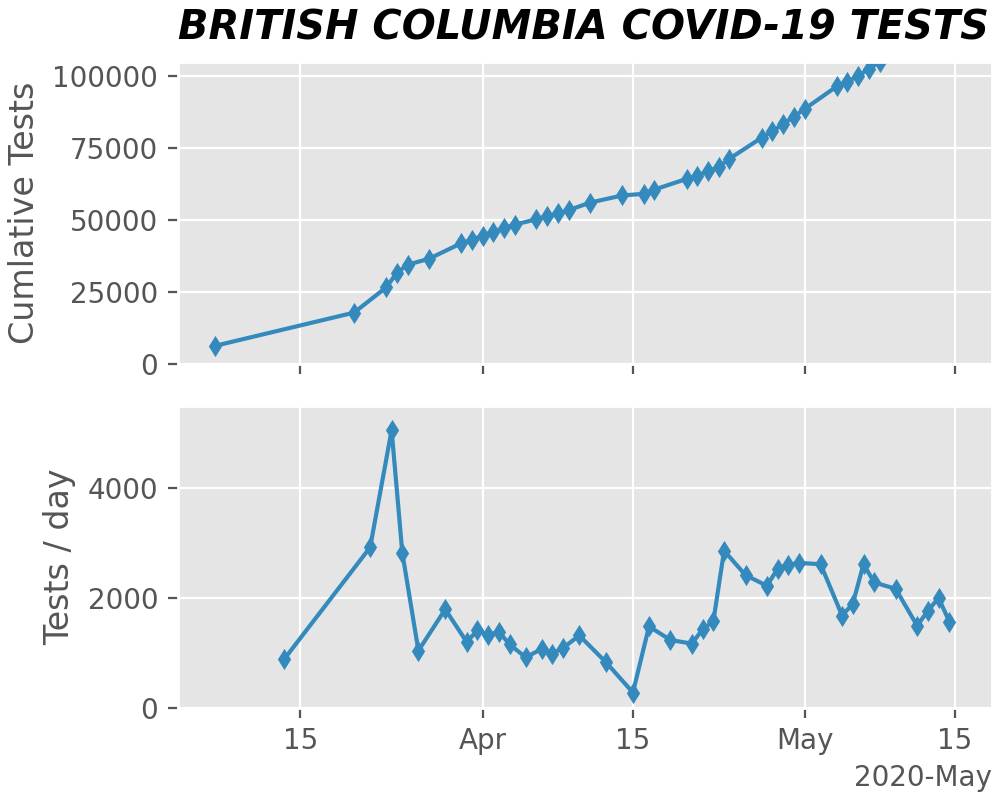 BRITISH COLUMBIA COVID-19 TESTS
Cumlative Tests
100000
75000
50000
25000
0
Tests / day
4000
2000
0
15 Apr 15 May 15
2020-May